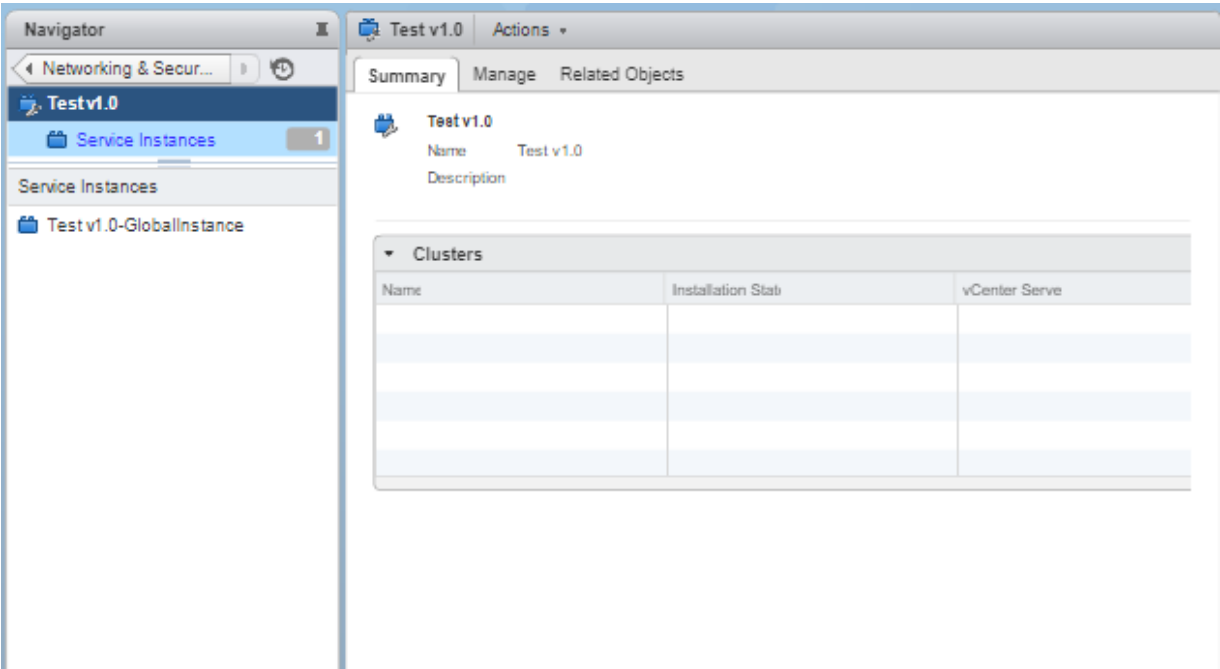 Navigator
Networking & Secur...
Test v1.0
Service Instances 1
Service Instances
Test v1.0-GlobalInstance
Test v1.0 Actions
Summary Manage Related Objects
Test v1.0
Name Test v1.0
Description
Clusters
Name Installation Stat vCenter Serve